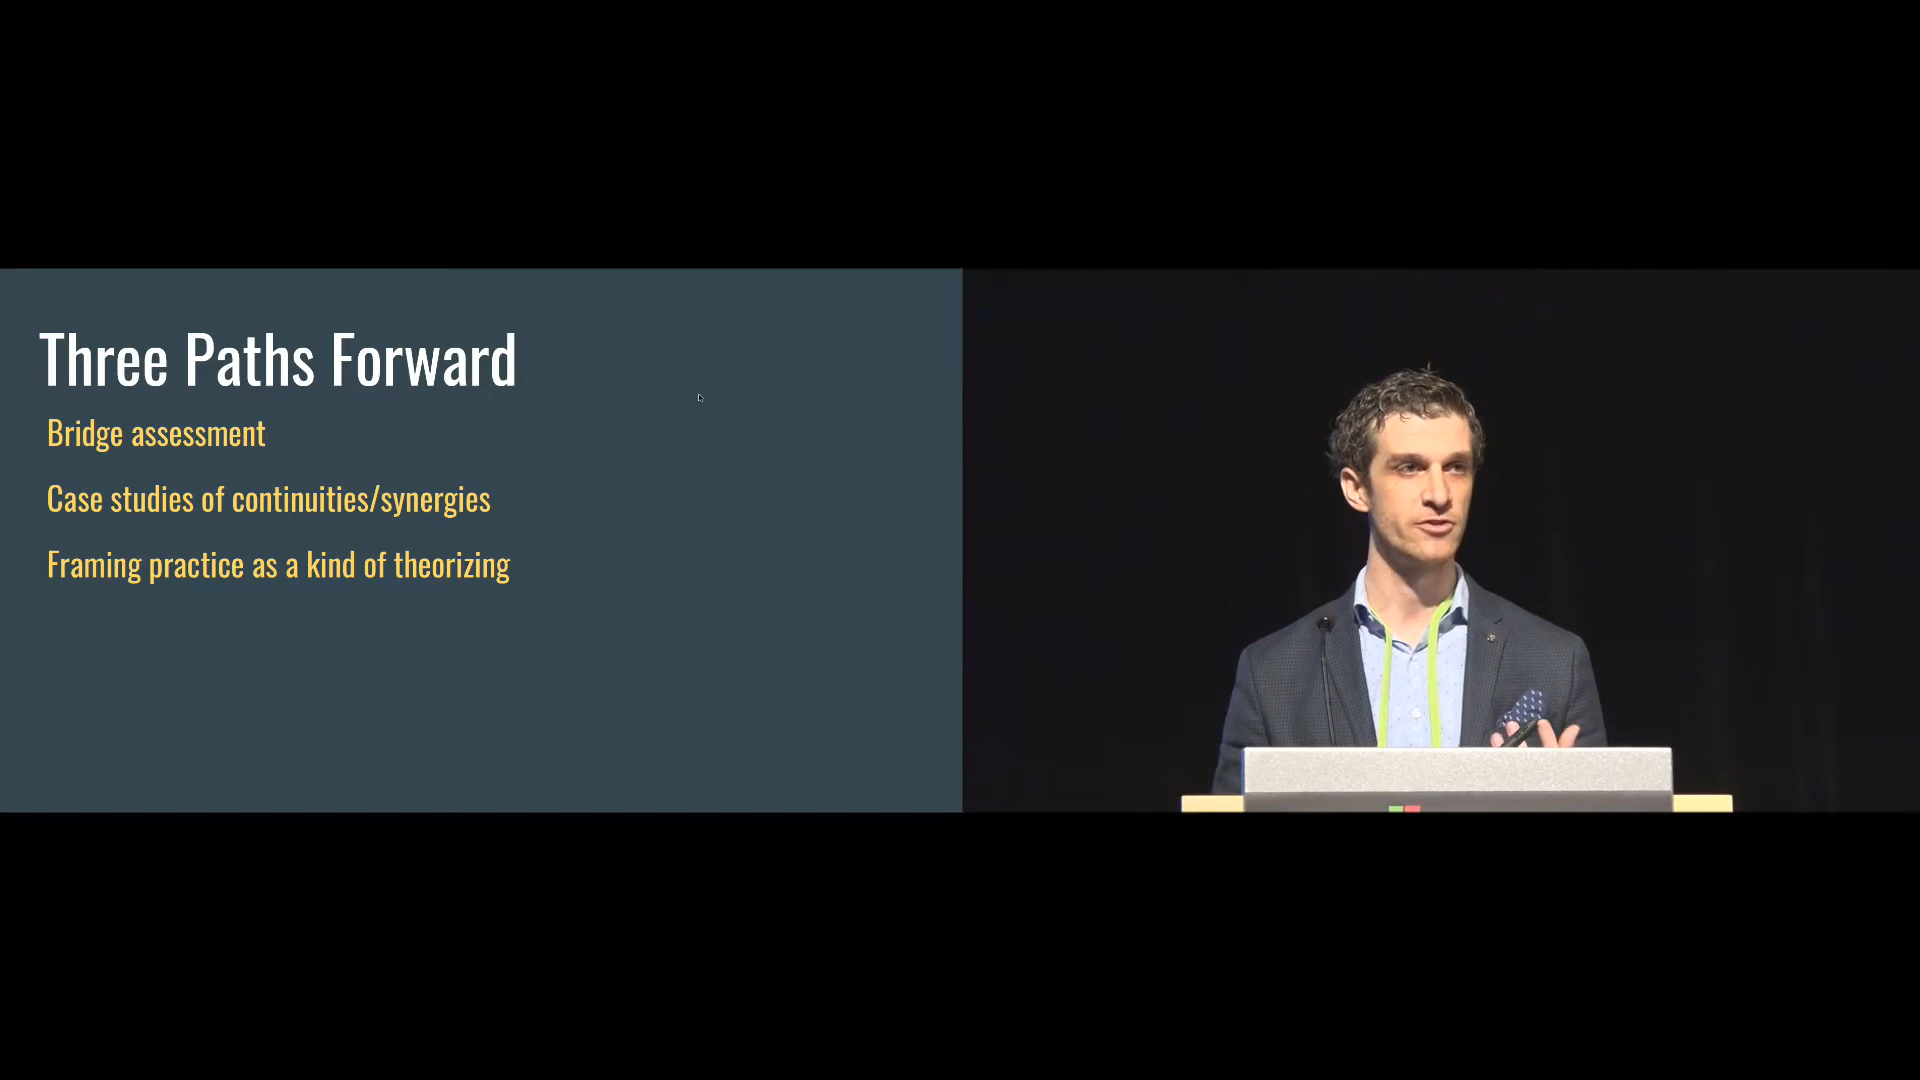 Three Paths Forward
Bridge assessment
Case studies of continuities/synergies
Framing practice as a kind of theorizing